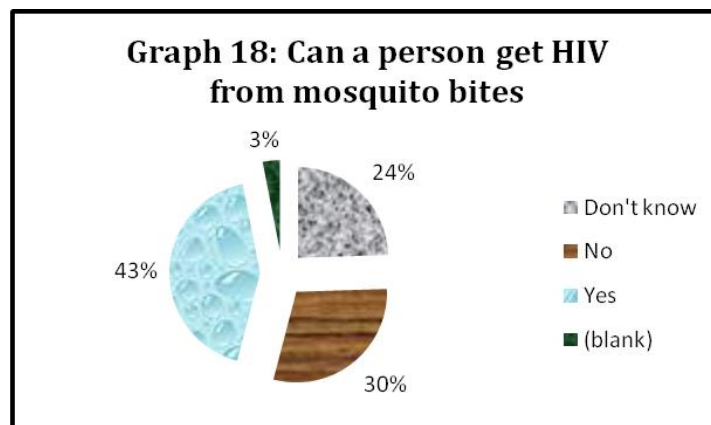 Graph 18: Can a person get HIV
from mosquito bites
3%
24%
43%
30%
Don't know
No
Yes
(blank)